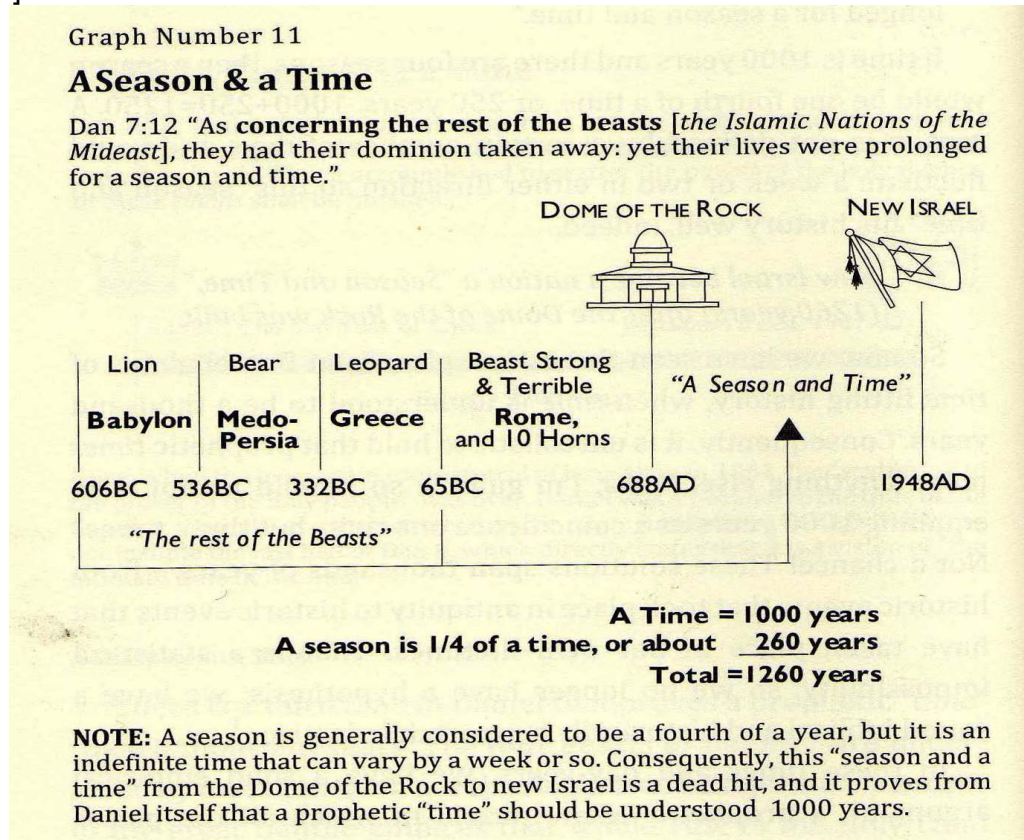 Graph Number 11
A Season & a Time
Dan 7:12 “As concerning the rest of the beasts [the Islamic Nations of the
Mideast], they had their dominion taken away: yet their lives were prolonged
for a season and time.”
DOME OF THE ROCK
NEW ISRAEL
Lion
Babylon
Bear
Medo-
Persia
Leopard
Greece
Beast Strong
& Terrible
Rome,
and 10 Horns
“A Season and Time”
606BC 536BC 332BC 65BC 688AD 1948AD
“The rest of the Beasts”
A Time = 1000 years
A season is 1/4 of a time, or about 260 years
Total =1260 years
NOTE: A season is generally considered to be a fourth of a year, but it is an
indefinite time that can vary by a week or so. Consequently, this “season and a
time” from the Dome of the Rock to new Israel is a dead hit, and it proves from
Daniel itself that a prophetic “time” should be understood 1000 years.